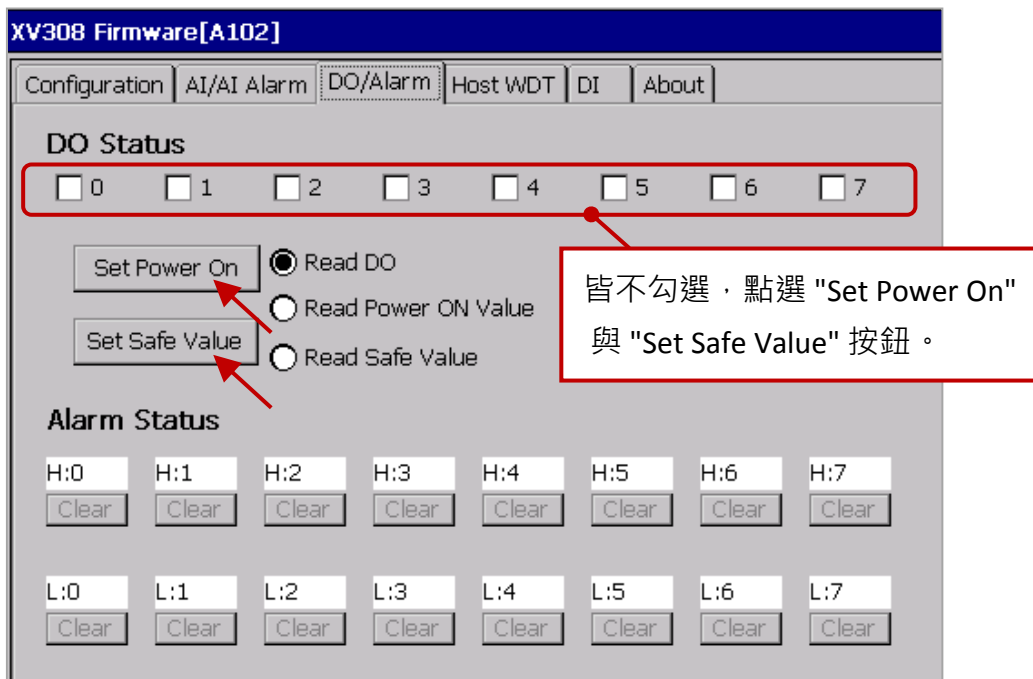 XV308 Firmware[A102]
Configuration AI/AI Alarm DO/Alarm Host WDT DI About
DO Status
0 1 2 3 4 5 6 7
Set Power On Read DO
Read Power ON Value
Set Safe Value Read Safe Value
皆不勾選，點選 "Set Power On"
與 "Set Safe Value" 按鈕。
Alarm Status
H:0 H:1 H:2 H:3 H:4 H:5 H:6 H:7
Clear Clear Clear Clear Clear Clear Clear Clear
L:0 L:1 L:2 L:3 L:4 L:5 L:6 L:7
Clear Clear Clear Clear Clear Clear Clear Clear